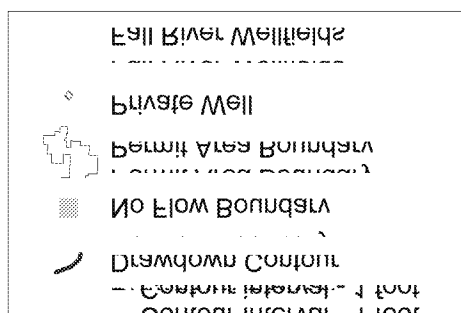 Fall River Wellfields
Private Well
Permit Area Boundary
No Flow Boundary
Drawdown Contour
Contour interval - 1 foot